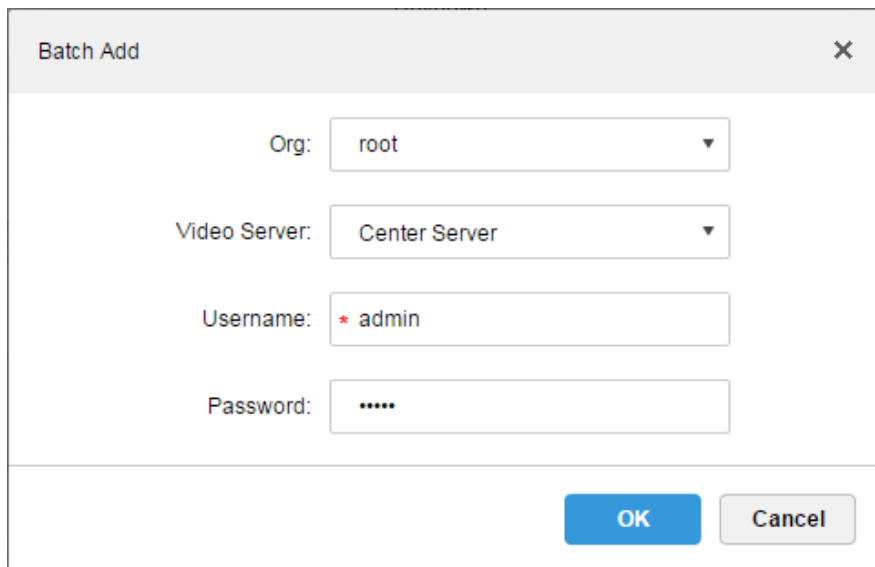 Batch Add
Org: root
Video Server: Center Server
Username: * admin
Password: •••••
OK Cancel